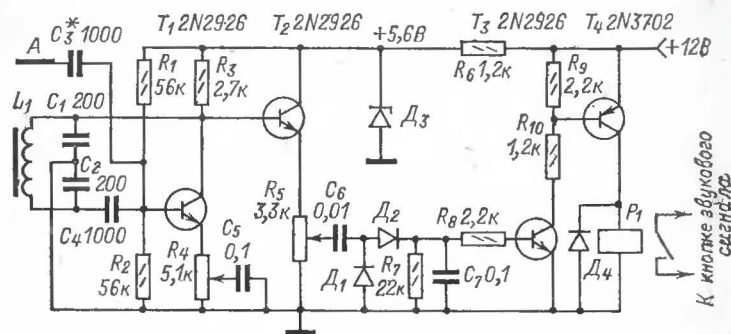 T₁ 2N2926 T₂ 2N2926 T₃ 2N2926 T₄ 2N3702
A
C₃* 1000
+5,6В
+12В
R₁
56к
R₃
2,7к
R₆ 1,2к
R₉
2,2к
L₁
C₁ 200
Д₃
R₁₀
1,2к
C₂
200
C₄ 1000
R₂
56к
R₄
5,1к
C₅
0,1
R₅
3,3к
C₆
0,01
Д₂
Д₁
R₇
22к
R₈ 2,2к
C₇ 0,1
Д₄
P₁
К кнопке звукового
сигнала